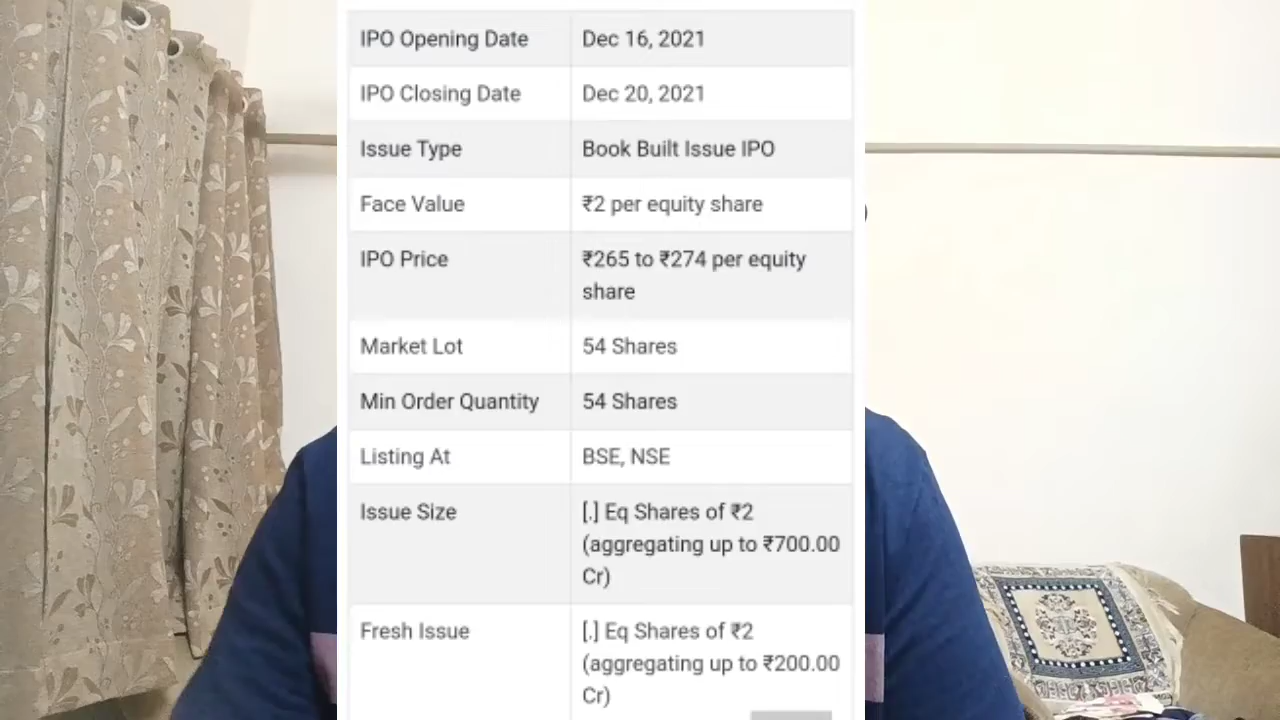 IPO Opening Date Dec 16, 2021
IPO Closing Date Dec 20, 2021
Issue Type Book Built Issue IPO
Face Value ₹2 per equity share
IPO Price ₹265 to ₹274 per equity
share
Market Lot 54 Shares
Min Order Quantity 54 Shares
Listing At BSE, NSE
Issue Size [.] Eq Shares of ₹2
(aggregating up to ₹700.00
Cr)
Fresh Issue [.] Eq Shares of ₹2
(aggregating up to ₹200.00
Cr)